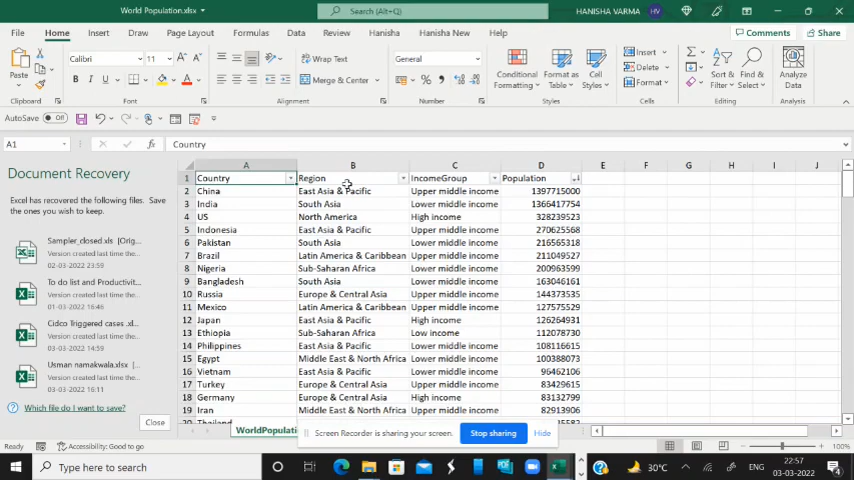 World Population.xlsx
Search (Alt+Q)
HANISHA VARMA HV
File Home Insert Draw Page Layout Formulas Data Review View Automate Hanisha Hanisha New Help Comments Share
Calibri 11 Wrap Text General Insert
Paste Merge & Center Conditional Formatting Format as Table Cell Styles Delete Format Sort & Filter Find & Select Analyze Data
Clipboard Font Alignment Number Styles Cells Editing Analysis
AutoSave Off
A1 fx Country
Document Recovery
Excel has recovered the following files. Save
the ones you wish to keep.
Sampler_closed.xls [Orig...
Version created last time the...
02-03-2022 23:59
To do list and Productivit...
Version created last time the...
01-03-2022 16:46
Cidco Triggered cases .xl...
Version created last time the...
03-03-2022 14:59
Usman namakwala.xlsx...
Version created last time the...
03-03-2022 16:11
Which file do I want to save?
Close
A B C D E F G H I J
1 Country Region IncomeGroup Population
2 China East Asia & Pacific Upper middle income 1397715000
3 India South Asia Lower middle income 1366417754
4 US North America High income 328239523
5 Indonesia East Asia & Pacific Upper middle income 270625568
6 Pakistan South Asia Lower middle income 216565318
7 Brazil Latin America & Caribbean Upper middle income 211049527
8 Nigeria Sub-Saharan Africa Lower middle income 200963599
9 Bangladesh South Asia Lower middle income 163046161
10 Russia Europe & Central Asia Upper middle income 144373535
11 Mexico Latin America & Caribbean Upper middle income 127575529
12 Japan East Asia & Pacific High income 126264931
13 Ethiopia Sub-Saharan Africa Low income 112078730
14 Philippines East Asia & Pacific Lower middle income 108116615
15 Egypt Middle East & North Africa Lower middle income 100388073
16 Vietnam East Asia & Pacific Lower middle income 96462106
17 Turkey Europe & Central Asia Upper middle income 83429615
18 Germany Europe & Central Asia High income 83132799
19 Iran Middle East & North Africa Upper middle income 82913906
20 Thailand
WorldPopulati
Screen Recorder is sharing your screen. Stop sharing Hide
Ready Accessibility: Good to go 100%
Type here to search 30°C ENG 22:57
03-03-2022